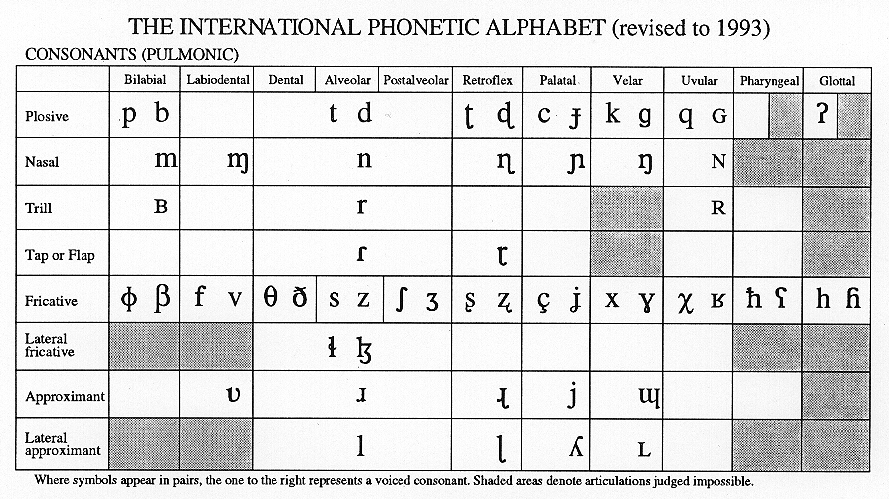 THE INTERNATIONAL PHONETIC ALPHABET (revised to 1993)
CONSONANTS (PULMONIC)
Bilabial Labiodental Dental Alveolar Postalveolar Retroflex Palatal Velar Uvular Pharyngeal Glottal
Plosive p b t d ʈ ɖ c ɟ k g q ɢ ʔ
Nasal m ɱ n ɳ ɲ ŋ ɴ
Trill ʙ r ʀ
Tap or Flap ɾ ɽ
Fricative ɸ β f v θ ð s z ʃ ʒ ʂ ʐ ç ʝ x ɣ χ ʁ ħ ʕ h ɦ
Lateral
fricative ɬ ɮ
Approximant ʋ ɹ ɻ j ɰ
Lateral
approximant l ɭ ʎ ʟ
Where symbols appear in pairs, the one to the right represents a voiced consonant. Shaded areas denote articulations judged impossible.